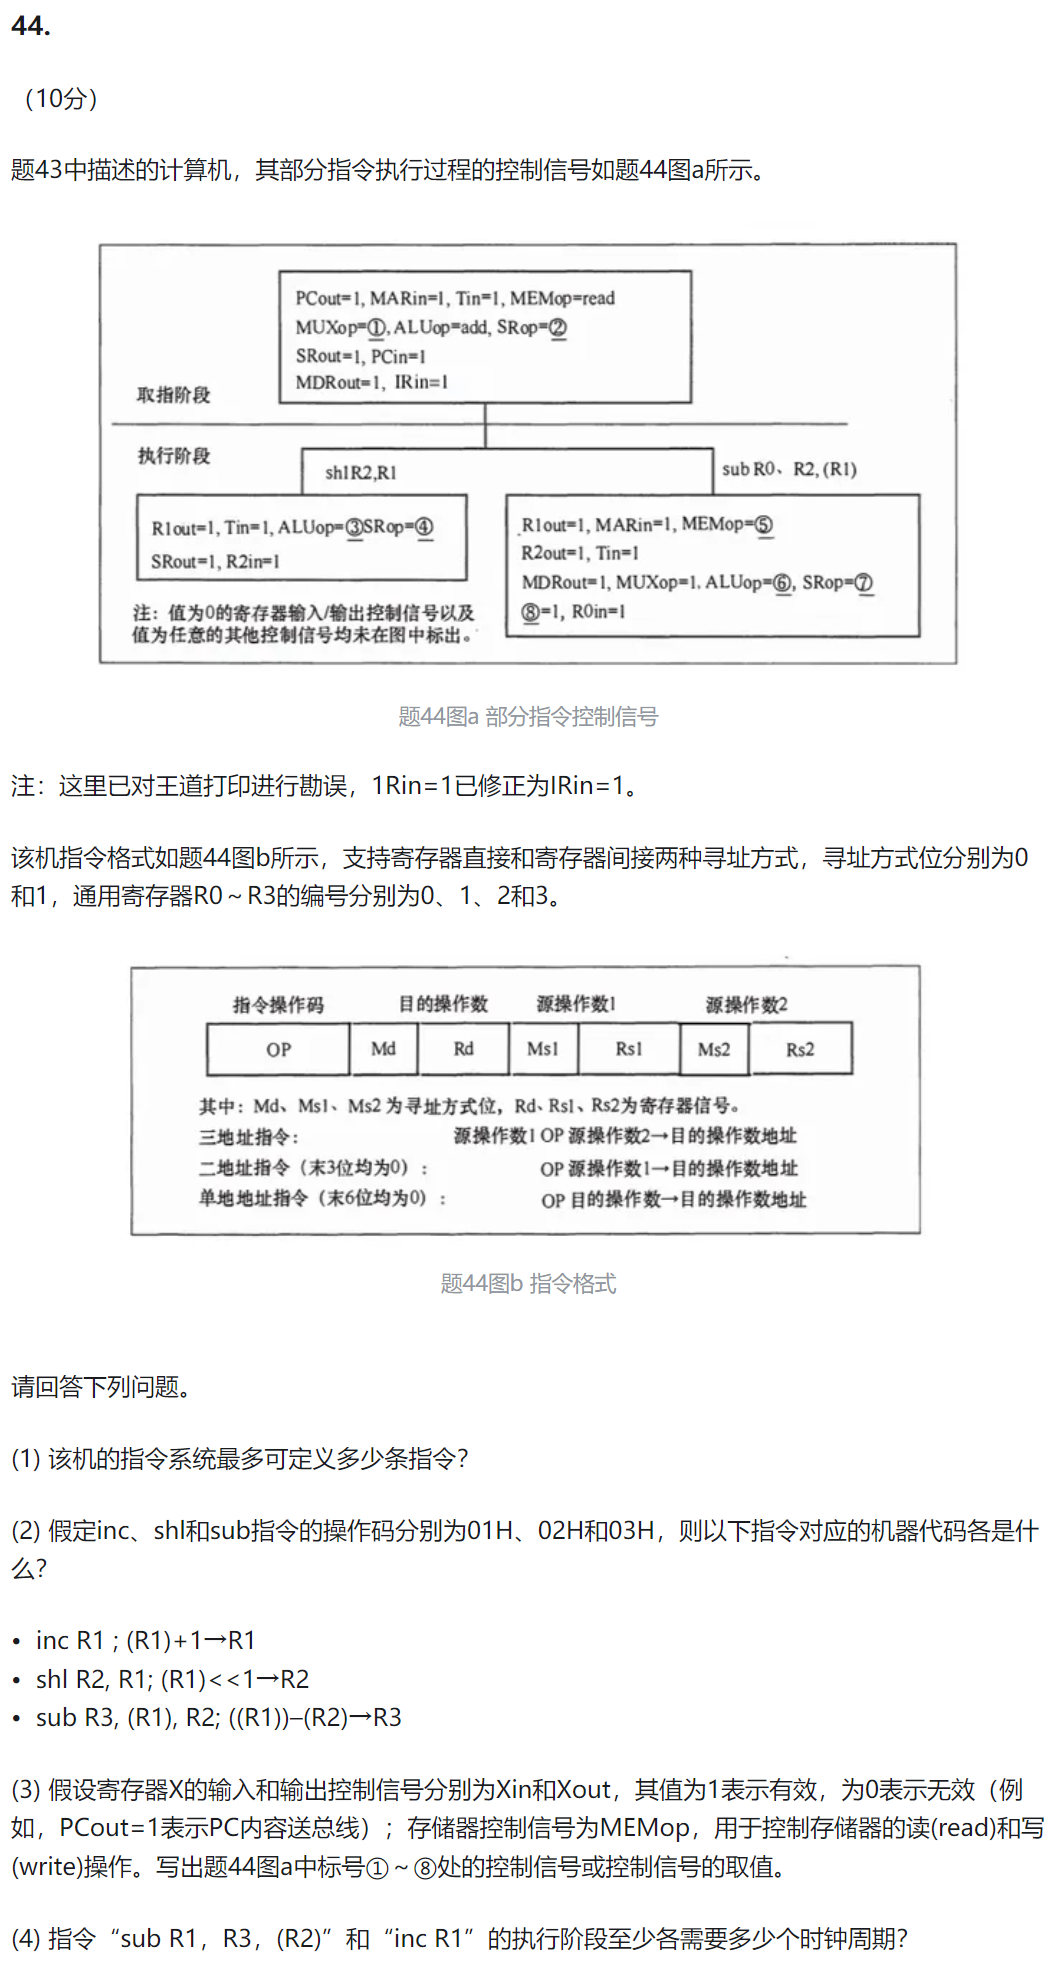 44.
（10分）
题43中描述的计算机，其部分指令执行过程的控制信号如题44图a所示。
PCout=1, MARin=1, Tin=1, MEMop=read
MUXop=①, ALUop=add, SRop=②
SRout=1, PCin=1
MDRout=1, IRin=1
取指阶段
执行阶段
shlR2,R1
sub R0、R2, (R1)
R1out=1, Tin=1, ALUop=③SRop=④
SRout=1, R2in=1
R1out=1, MARin=1, MEMop=⑤
R2out=1, Tin=1
MDRout=1, MUXop=1. ALUop=⑥, SRop=⑦
⑧=1, R0in=1
注：值为0的寄存器输入/输出控制信号以及
值为任意的其他控制信号均未在图中标出。
题44图a 部分指令控制信号
注：这里已对王道打印进行勘误，1Rin=1已修正为IRin=1。
该机指令格式如题44图b所示，支持寄存器直接和寄存器间接两种寻址方式，寻址方式位分别为0
和1，通用寄存器R0～R3的编号分别为0、1、2和3。
指令操作码 目的操作数 源操作数1 源操作数2
OP Md Rd Ms1 Rs1 Ms2 Rs2
其中：Md、Ms1、Ms2 为寻址方式位，Rd、Rs1、Rs2为寄存器信号。
三地址指令： 源操作数1 OP 源操作数2→目的操作数地址
二地址指令（末3位均为0）： OP 源操作数1→目的操作数地址
单地地址指令（末6位均为0）： OP 目的操作数→目的操作数地址
题44图b 指令格式
请回答下列问题。
(1) 该机的指令系统最多可定义多少条指令？
(2) 假定inc、shl和sub指令的操作码分别为01H、02H和03H，则以下指令对应的机器代码各是什
么？
• inc R1 ; (R1)+1→R1
• shl R2, R1; (R1)<<1→R2
• sub R3, (R1), R2; ((R1))–(R2)→R3
(3) 假设寄存器X的输入和输出控制信号分别为Xin和Xout，其值为1表示有效，为0表示无效（例
如，PCout=1表示PC内容送总线）；存储器控制信号为MEMop，用于控制存储器的读(read)和写
(write)操作。写出题44图a中标号①～⑧处的控制信号或控制信号的取值。
(4) 指令“sub R1，R3，(R2)”和“inc R1”的执行阶段至少各需要多少个时钟周期？